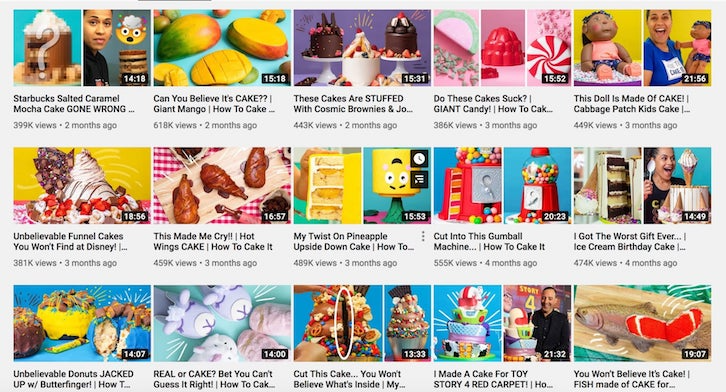 14:18
15:18
15:31
15:52
21:56
Starbucks Salted Caramel
Mocha Cake GONE WRONG ...
399K views • 2 months ago
Can You Believe It's CAKE?? |
Giant Mango | How To Cake ...
618K views • 2 months ago
These Cakes Are STUFFED
With Cosmic Brownies & Jo...
443K views • 2 months ago
Do These Cakes Suck? |
GIANT Candy! | How To Cak...
386K views • 3 months ago
This Doll Is Made Of CAKE! |
Cabbage Patch Kids Cake |...
449K views • 3 months ago
18:56
16:57
15:53
20:23
14:49
Unbelievable Funnel Cakes
You Won't Find at Disney! |...
381K views • 3 months ago
This Made Me Cry!! | Hot
Wings CAKE | How To Cake It
459K views • 3 months ago
My Twist On Pineapple
Upside Down Cake | How To...
489K views • 3 months ago
Cut Into This Gumball
Machine... | How To Cake It
555K views • 4 months ago
I Got The Worst Gift Ever... |
Ice Cream Birthday Cake |...
474K views • 4 months ago
14:07
14:00
13:33
STORY
4
21:32
19:07
Unbelievable Donuts JACKED
UP w/ Butterfinger! | How T...
REAL or CAKE? Bet You Can't
Guess It Right! | How To Cak...
Cut This Cake... You Won't
Believe What's Inside | My...
I Made A Cake For TOY
STORY 4 RED CARPET! | Ho...
You Won't Believe It's Cake! |
FISH made of CAKE for ...